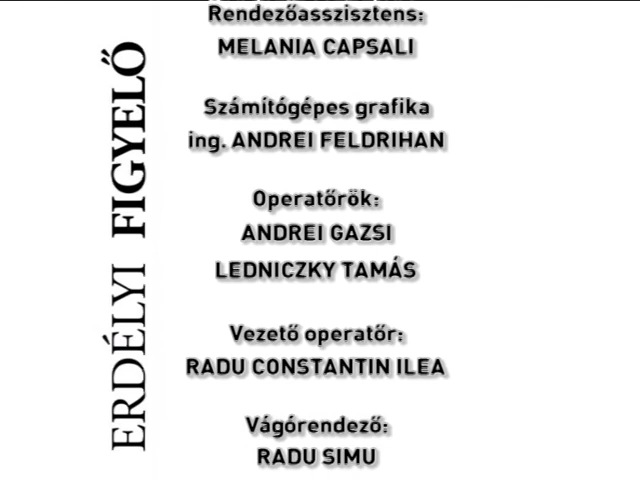 ERDÉLYI FIGYELŐ
Rendezőasszisztens:
MELANIA CAPSALI
Számítógépes grafika
ing. ANDREI FELDRIHAN
Operatőrök:
ANDREI GAZSI
LEDNICZKY TAMÁS
Vezető operatőr:
RADU CONSTANTIN ILEA
Vágórendező:
RADU SIMU